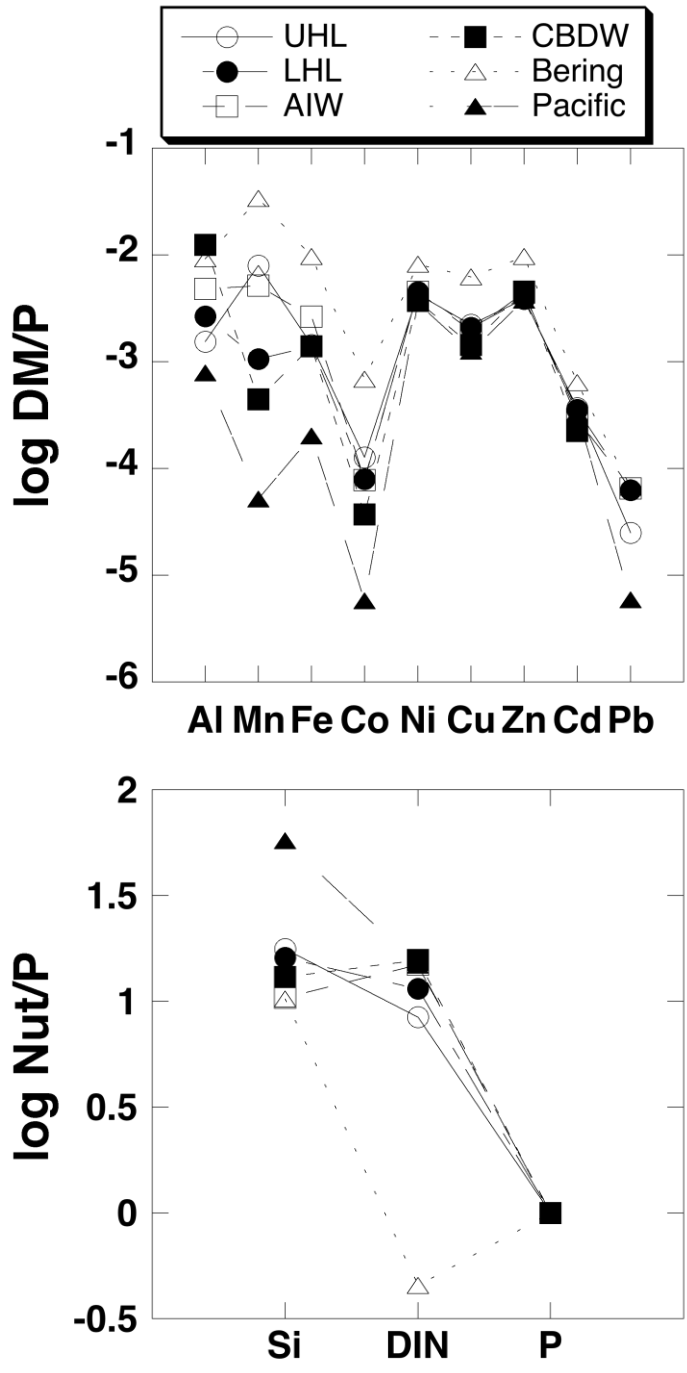 UHL CBDW
LHL Bering
AIW Pacific
-1
-2
-3
-4
-5
-6
log DM/P
Al Mn Fe Co Ni Cu Zn Cd Pb
2
1.5
1
0.5
0
-0.5
log Nut/P
Si DIN P